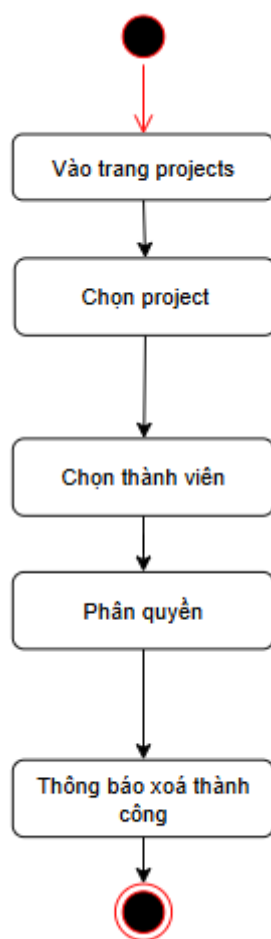 Vào trang projects
Chọn project
Chọn thành viên
Phân quyền
Thông báo xoá thành
công